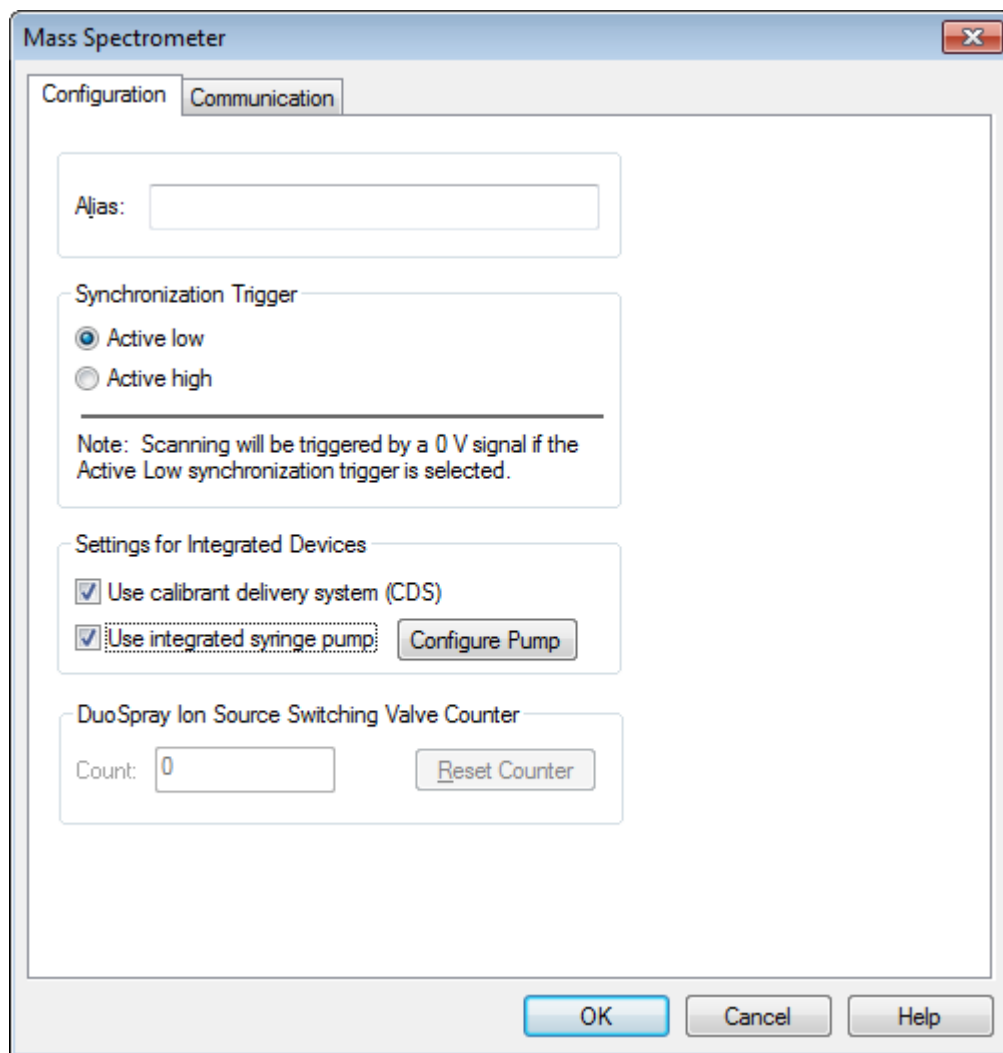 Mass Spectrometer
Configuration
Communication
Alias:
Synchronization Trigger
Active low
Active high
Note:  Scanning will be triggered by a 0 V signal if the
Active Low synchronization trigger is selected.
Settings for Integrated Devices
Use calibrant delivery system (CDS)
Use integrated syringe pump
Configure Pump
DuoSpray Ion Source Switching Valve Counter
Count:
0
Reset Counter
OK
Cancel
Help